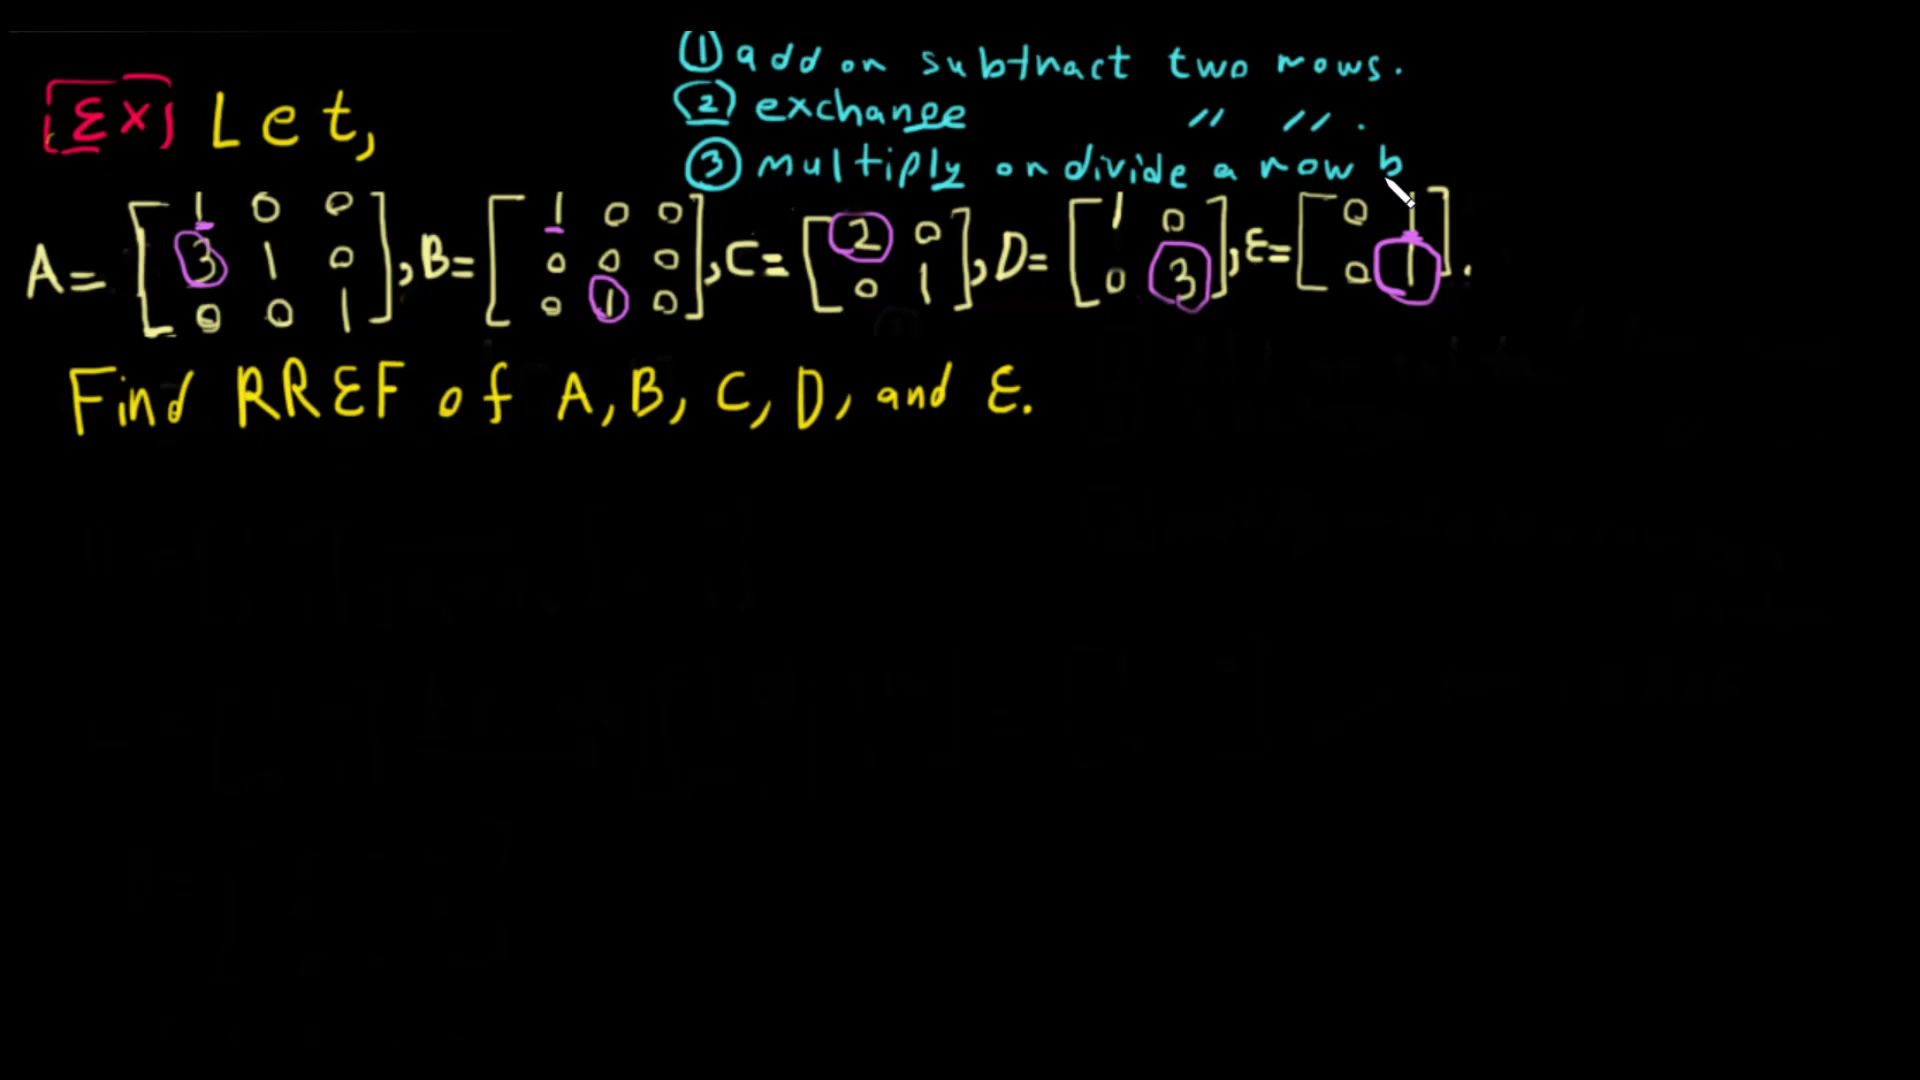 ① add or subtract two rows.
② exchange " " .
③ multiply or divide a row b
Ex Let,
A = [1 0 0; 3 1 0; 0 0 1], B = [1 0 0; 0 0 0; 0 1 0], C = [2 0; 0 1], D = [1 0; 0 3], E = [0 1; 0 1].
Find RREF of A, B, C, D, and E.